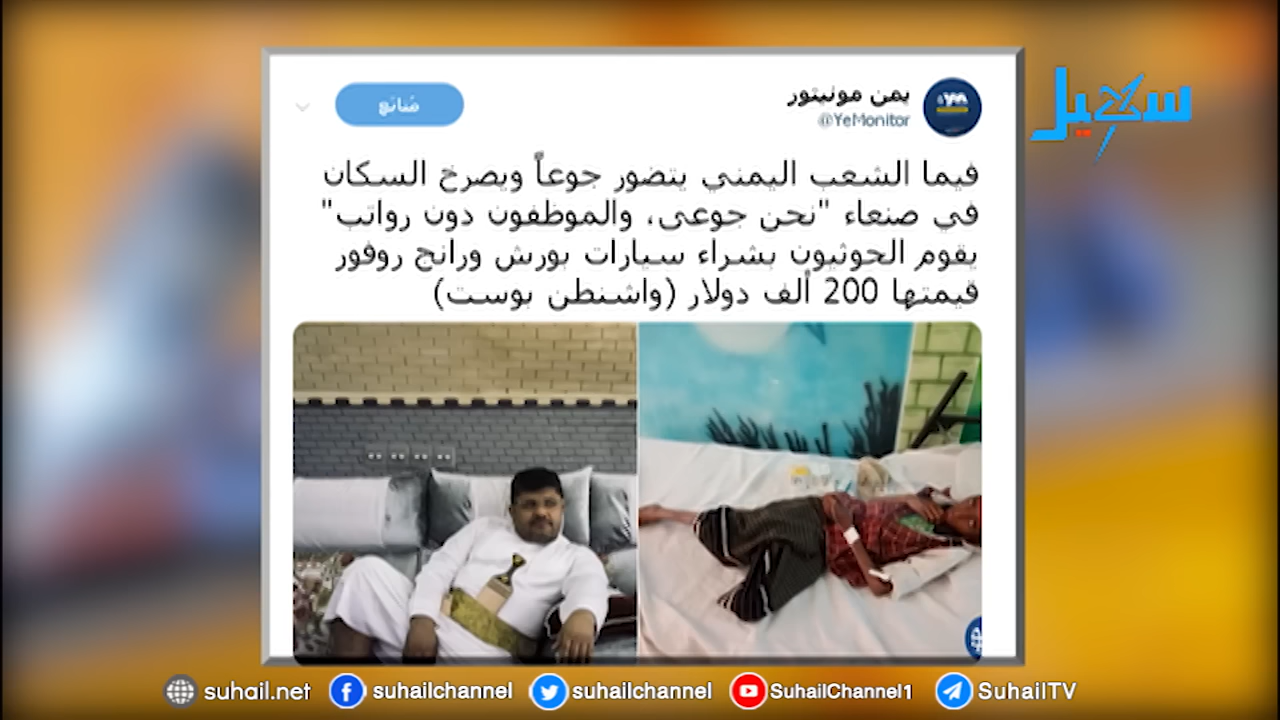 سهيل
يمن مونيتور
@YeMonitor
مُتابَع
فيما الشعب اليمني يتضور جوعاً ويصرخ السكان
في صنعاء "نحن جوعى، والموظفون دون رواتب"
يقوم الحوثيون بشراء سيارات بورش ورانج روفور
قيمتها 200 ألف دولار (واشنطن بوست)
suhail.net
suhailchannel
suhailchannel
SuhailChannel1
SuhailTV